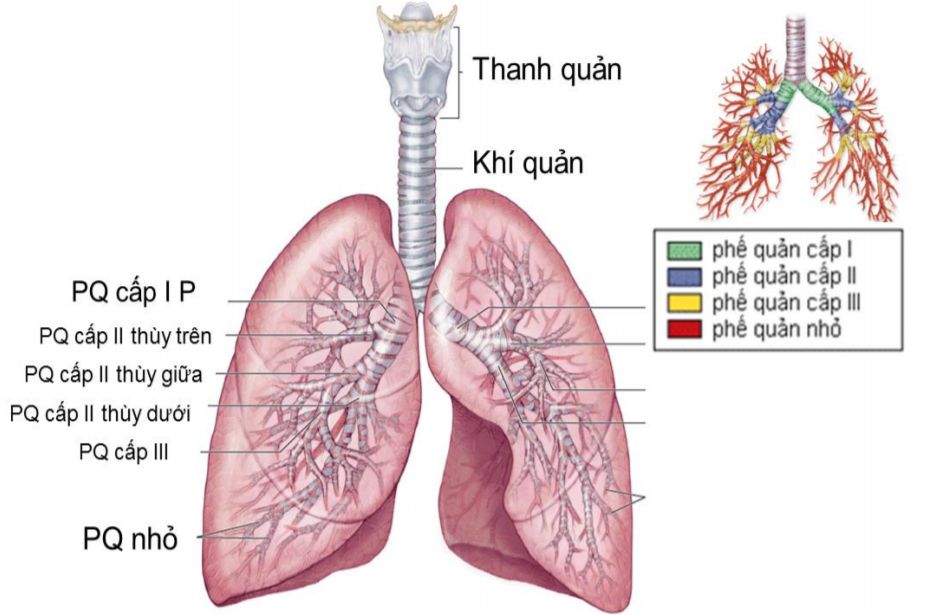 Thanh quản
Khí quản
PQ cấp I P
PQ cấp II thùy trên
PQ cấp II thùy giữa
PQ cấp II thùy dưới
PQ cấp III
PQ nhỏ
phế quản cấp I
phế quản cấp II
phế quản cấp III
phế quản nhỏ